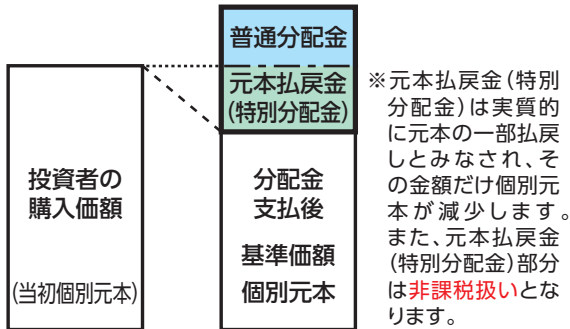 普通分配金
元本払戻金
(特別分配金)
投資者の
購入価額
(当初個別元本)
分配金
支払後
基準価額
個別元本
※元本払戻金(特別
分配金)は実質的
に元本の一部払戻
しとみなされ、そ
の金額だけ個別元
本が減少します。
また、元本払戻金
(特別分配金)部分
は非課税扱いとな
ります。